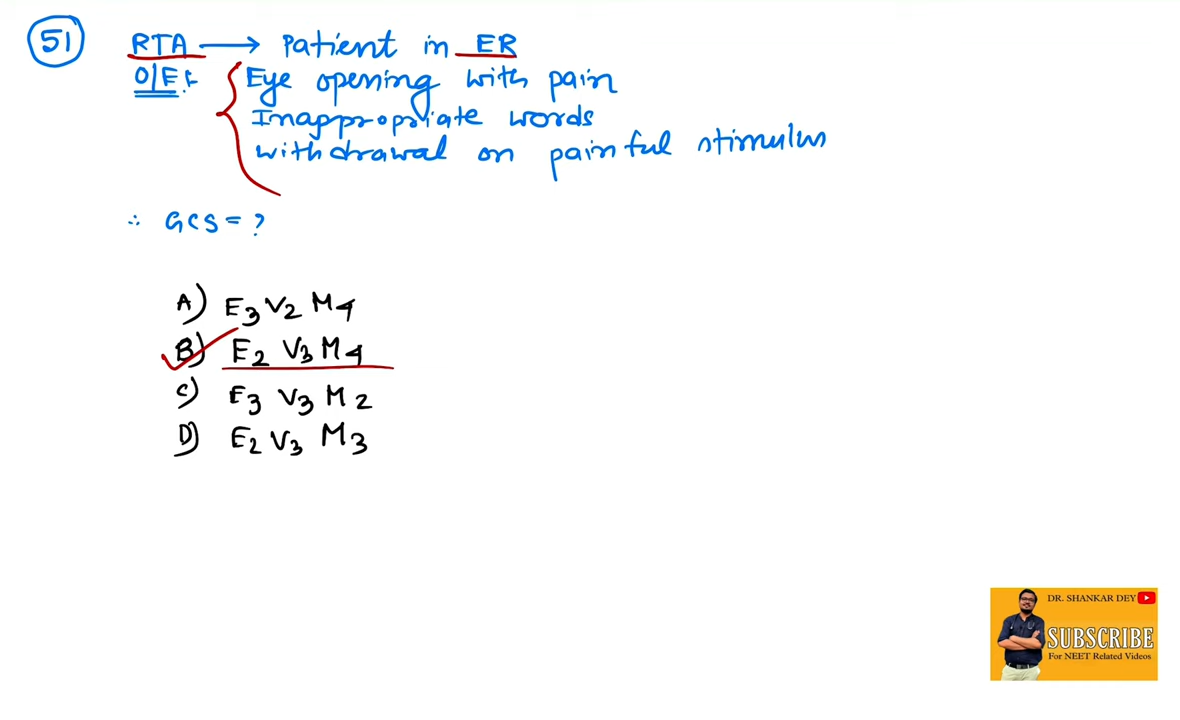 51
RTA → Patient in ER
O/E: Eye opening with pain
Inappropriate words
withdrawal on painful stimulus
∴ GCS = ?
A) E3 V2 M4
B) E2 V3 M4
C) E3 V3 M2
D) E2 V3 M3
DR. SHANKAR DEY
SUBSCRIBE
For NEET Related Videos